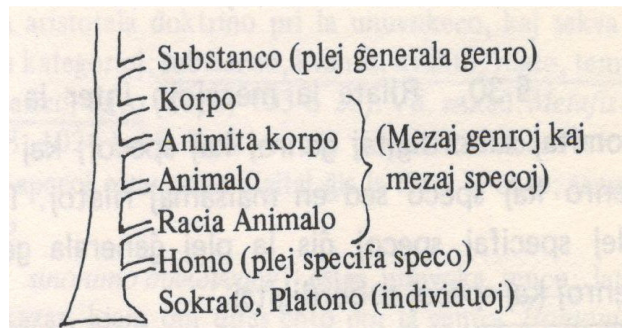 Substanco (plej ĝenerala genro)
Korpo
Animita korpo
Animalo
Racia Animalo
(Mezaj genroj kaj
mezaj specoj)
Homo (plej specifa speco)
Sokrato, Platono (individuoj)